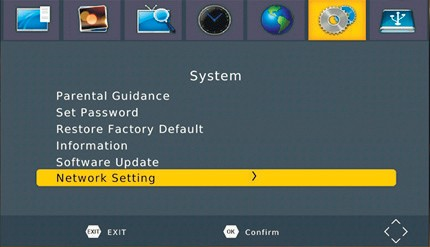 System
Parental Guidance
Set Password
Restore Factory Default
Information
Software Update
Network Setting >
EXIT EXIT
OK Confirm